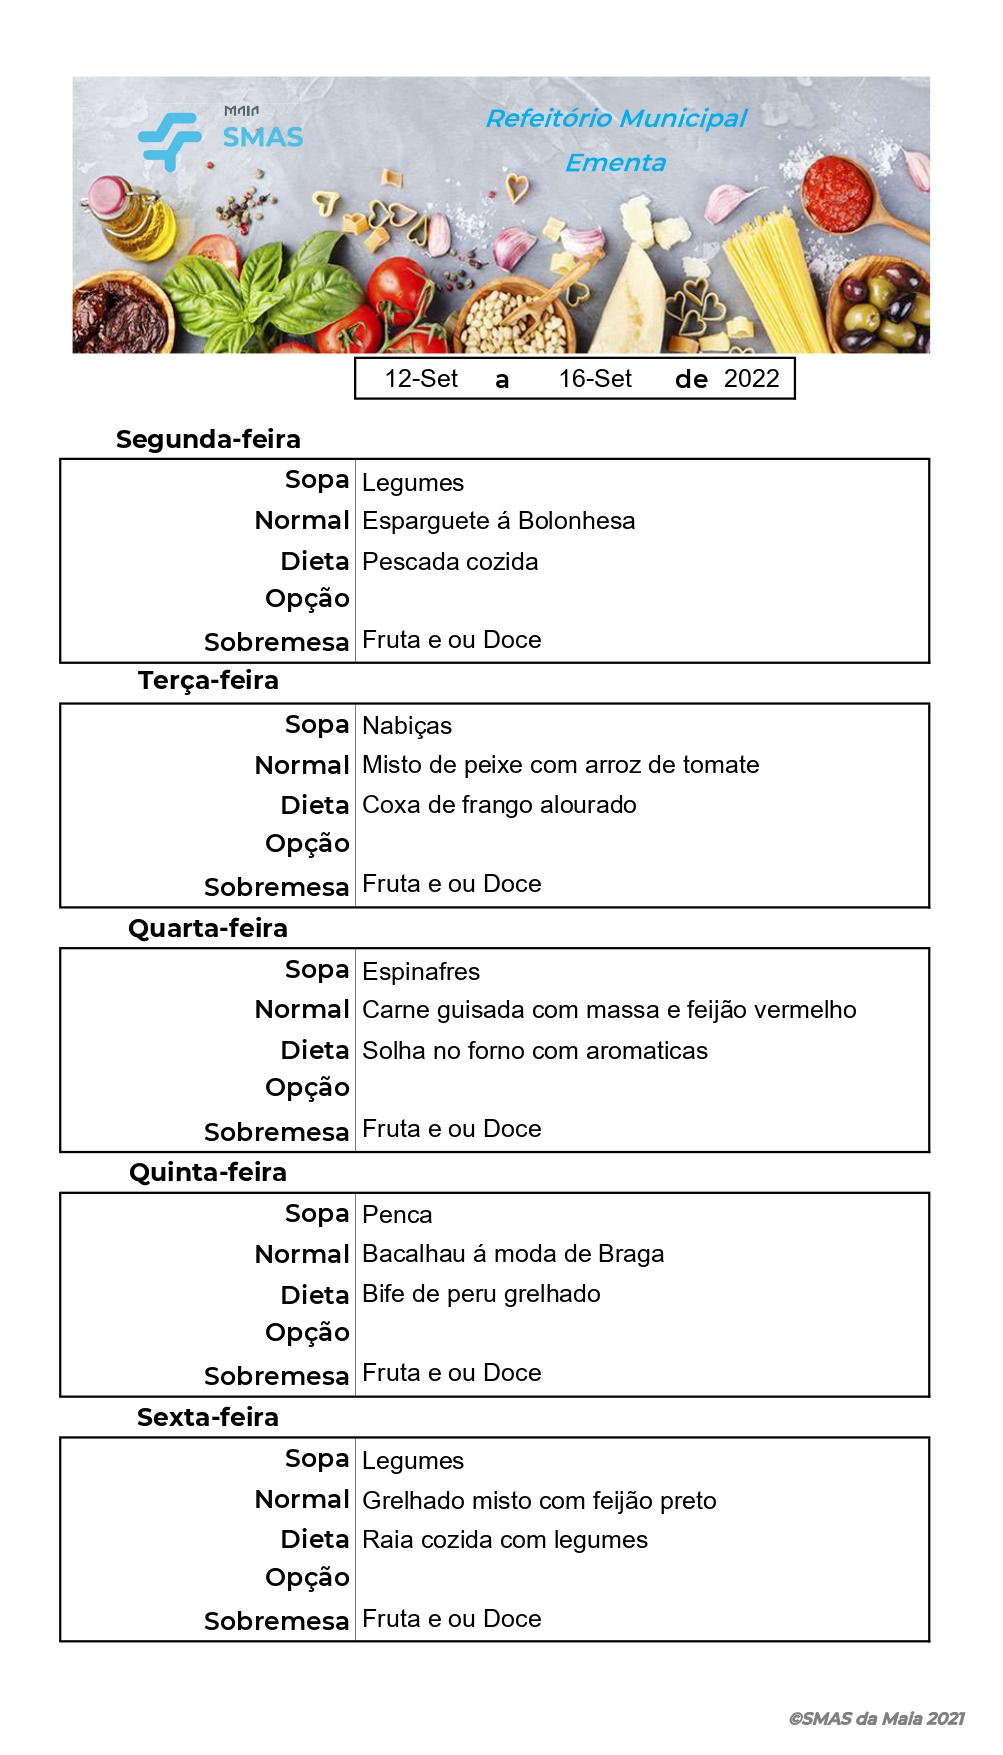 MAIA
SMAS
Refeitório Municipal
Ementa
12-Set a 16-Set de 2022
Segunda-feira
Sopa Legumes
Normal Esparguete á Bolonhesa
Dieta Pescada cozida
Opção
Sobremesa Fruta e ou Doce
Terça-feira
Sopa Nabiças
Normal Misto de peixe com arroz de tomate
Dieta Coxa de frango alourado
Opção
Sobremesa Fruta e ou Doce
Quarta-feira
Sopa Espinafres
Normal Carne guisada com massa e feijão vermelho
Dieta Solha no forno com aromaticas
Opção
Sobremesa Fruta e ou Doce
Quinta-feira
Sopa Penca
Normal Bacalhau á moda de Braga
Dieta Bife de peru grelhado
Opção
Sobremesa Fruta e ou Doce
Sexta-feira
Sopa Legumes
Normal Grelhado misto com feijão preto
Dieta Raia cozida com legumes
Opção
Sobremesa Fruta e ou Doce
©SMAS da Maia 2021